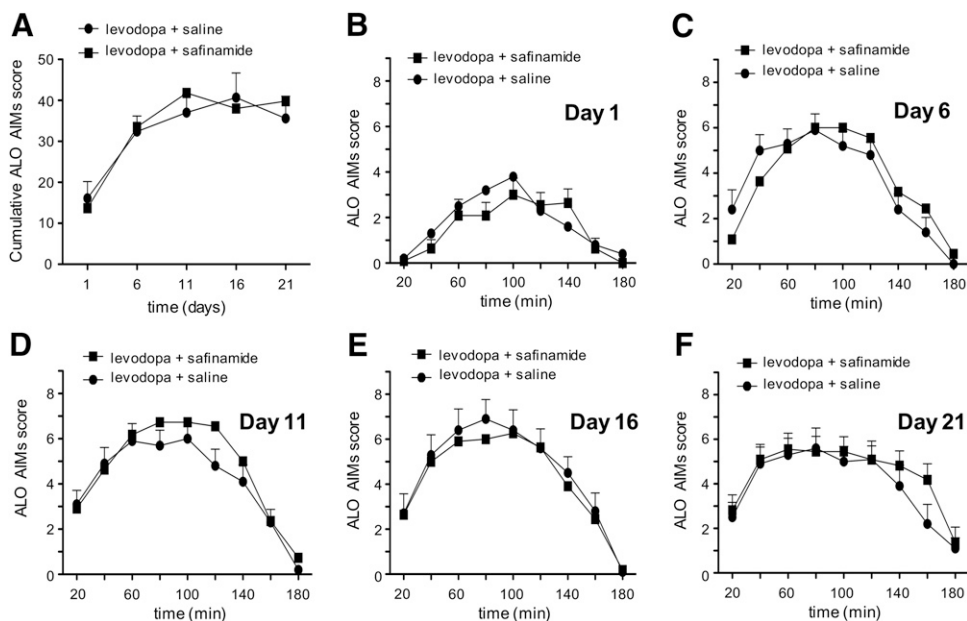 A
levodopa + saline
levodopa + safinamide
50
40
30
20
10
0
Cumulative ALO AIMs score
1 6 11 16 21
time (days)
B
levodopa + safinamide
levodopa + saline
Day 1
8
6
4
2
0
ALO AIMs score
20 60 100 140 180
time (min)
C
levodopa + safinamide
levodopa + saline
Day 6
8
6
4
2
0
ALO AIMs score
20 60 100 140 180
time (min)
D
levodopa + safinamide
levodopa + saline
Day 11
8
6
4
2
0
ALO AIMs score
20 60 100 140 180
time (min)
E
levodopa + safinamide
levodopa + saline
Day 16
8
6
4
2
0
ALO AIMs score
20 60 100 140 180
time (min)
F
levodopa + safinamide
levodopa + saline
Day 21
8
6
4
2
0
ALO AIMs score
20 60 100 140 180
time (min)